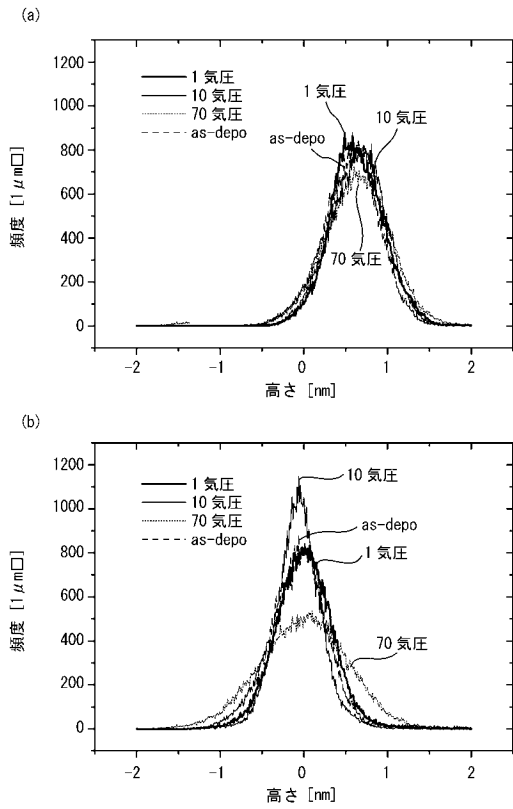 (a)
1200
1000
800
600
400
200
0
頻度 [1μm□]
1 気圧
10 気圧
70 気圧
as-depo
1 気圧
10 気圧
as-depo
70 気圧
-2
-1
0
1
2
高さ [nm]
(b)
1200
1000
800
600
400
200
0
頻度 [1μm□]
1 気圧
10 気圧
70 気圧
as-depo
10 気圧
as-depo
1 気圧
70 気圧
-2
-1
0
1
2
高さ [nm]